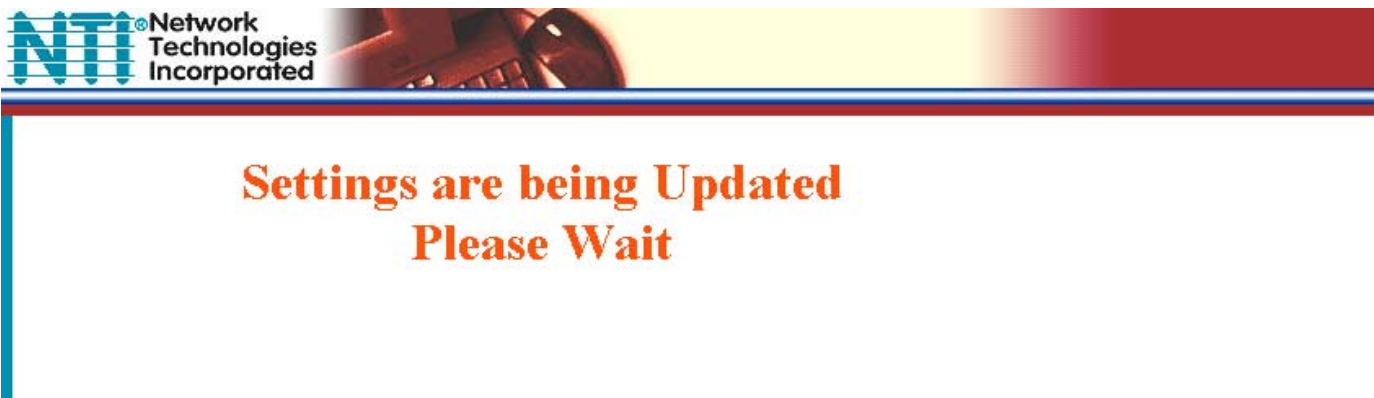 NTI®Network
Technologies
Incorporated
Settings are being Updated
Please Wait